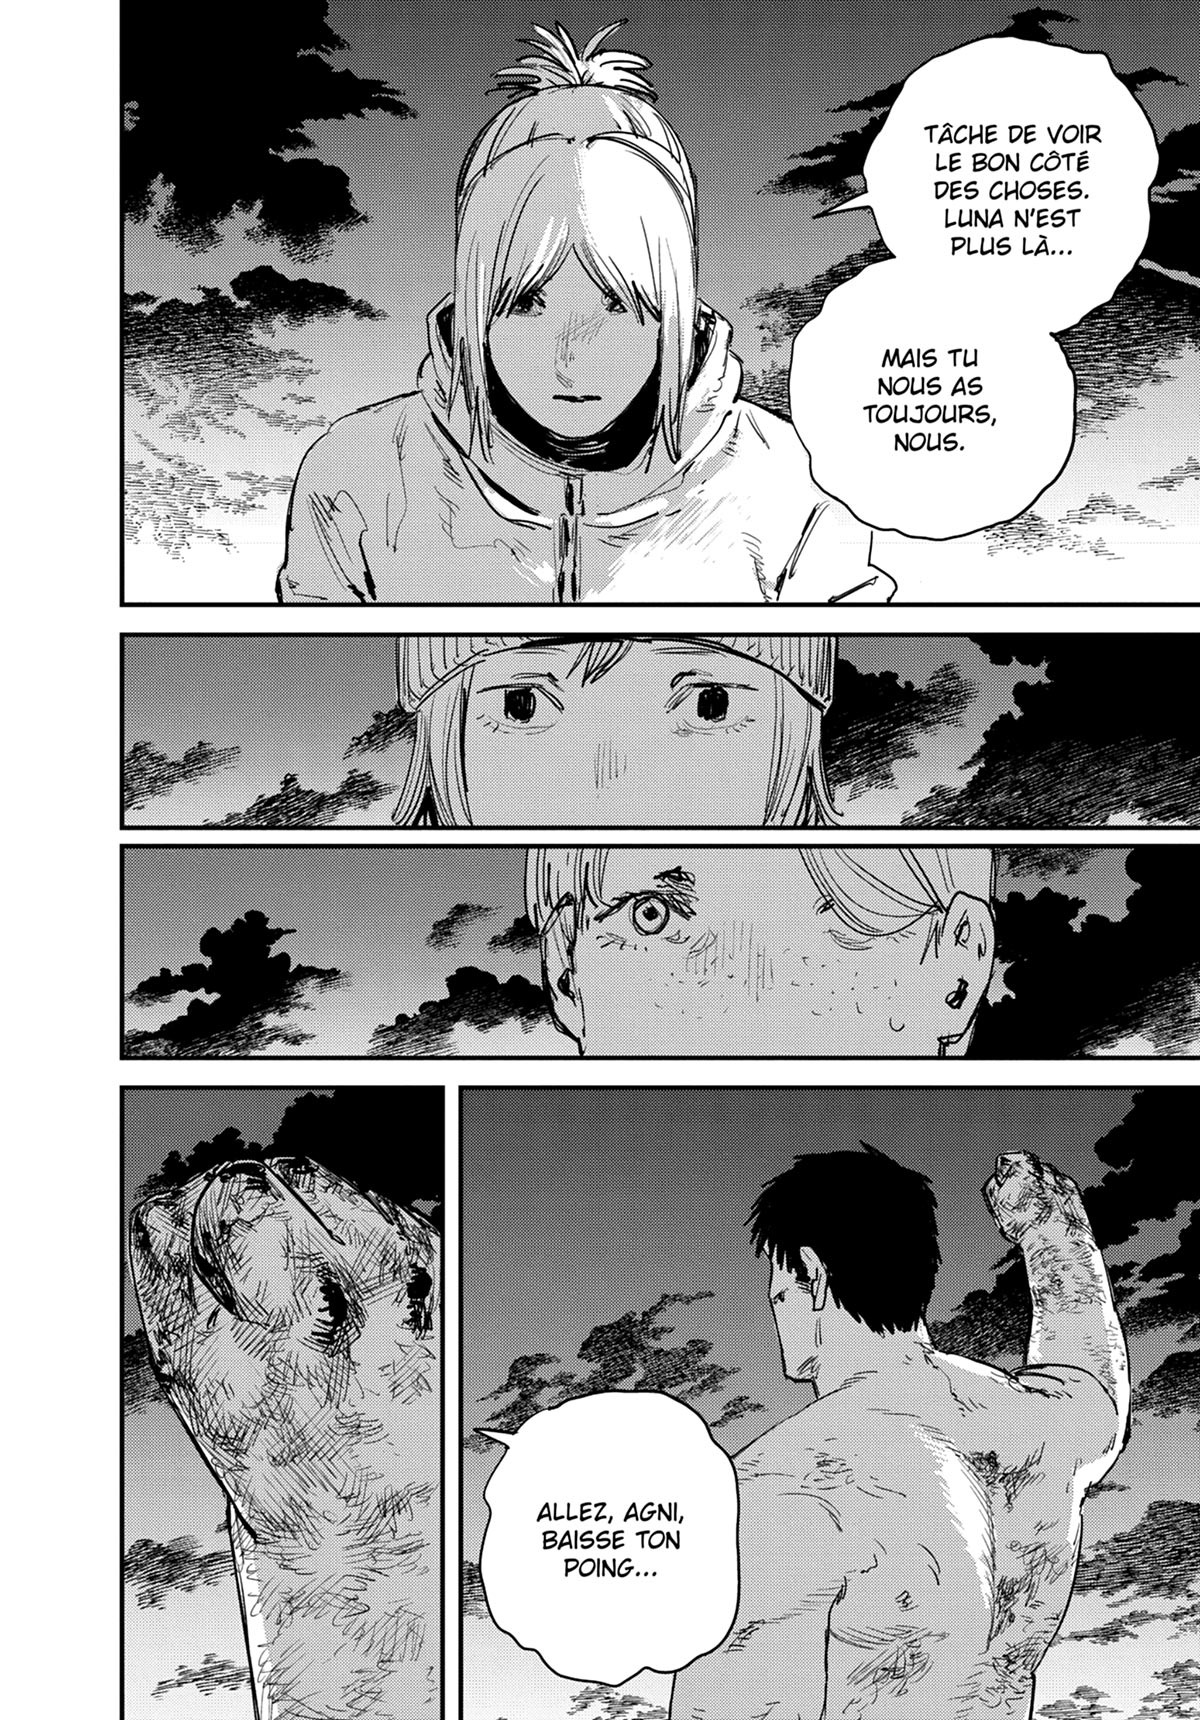 TÂCHE DE VOIR
LE BON CÔTÉ
DES CHOSES.
LUNA N'EST
PLUS LÀ...
MAIS TU
NOUS AS
TOUJOURS,
NOUS.
ALLEZ, AGNI,
BAISSE TON
POING...